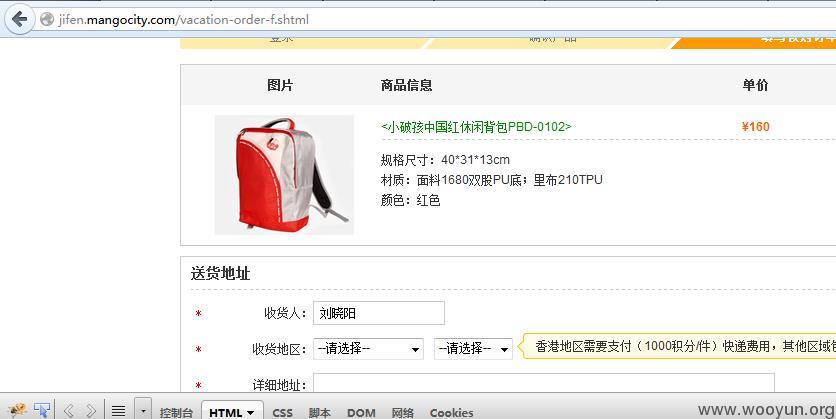 jifen.mangocity.com/vacation-order-f.shtml
图片 商品信息 单价
<小破孩中国红休闲背包PBD-0102> ¥160
规格尺寸：40*31*13cm
材质：面料1680双股PU底；里布210TPU
颜色：红色
送货地址
* 收货人： 刘晓阳
* 收货地区： --请选择-- --请选择-- 香港地区需要支付（1000积分/件）快递费用，其他区域
* 详细地址：
控制台 HTML CSS 脚本 DOM 网络 Cookies
www.wooyun.org